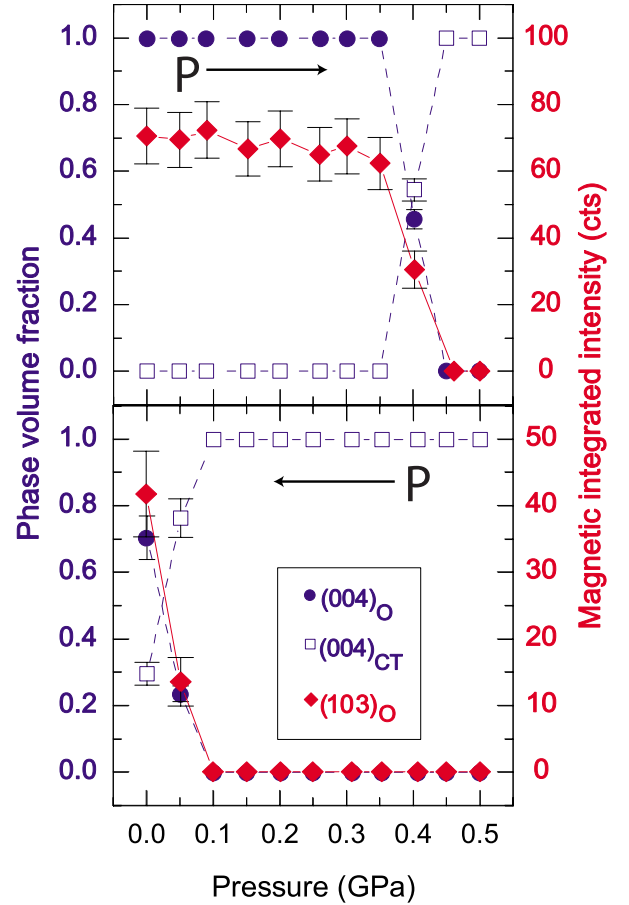 1.0
0.8
0.6
0.4
0.2
0.0
100
80
60
40
20
0
P
1.0
0.8
0.6
0.4
0.2
0.0
50
40
30
20
10
0
P
(004)O
(004)CT
(103)O
0.0 0.1 0.2 0.3 0.4 0.5
Pressure (GPa)
Phase volume fraction
Magnetic integrated intensity (cts)